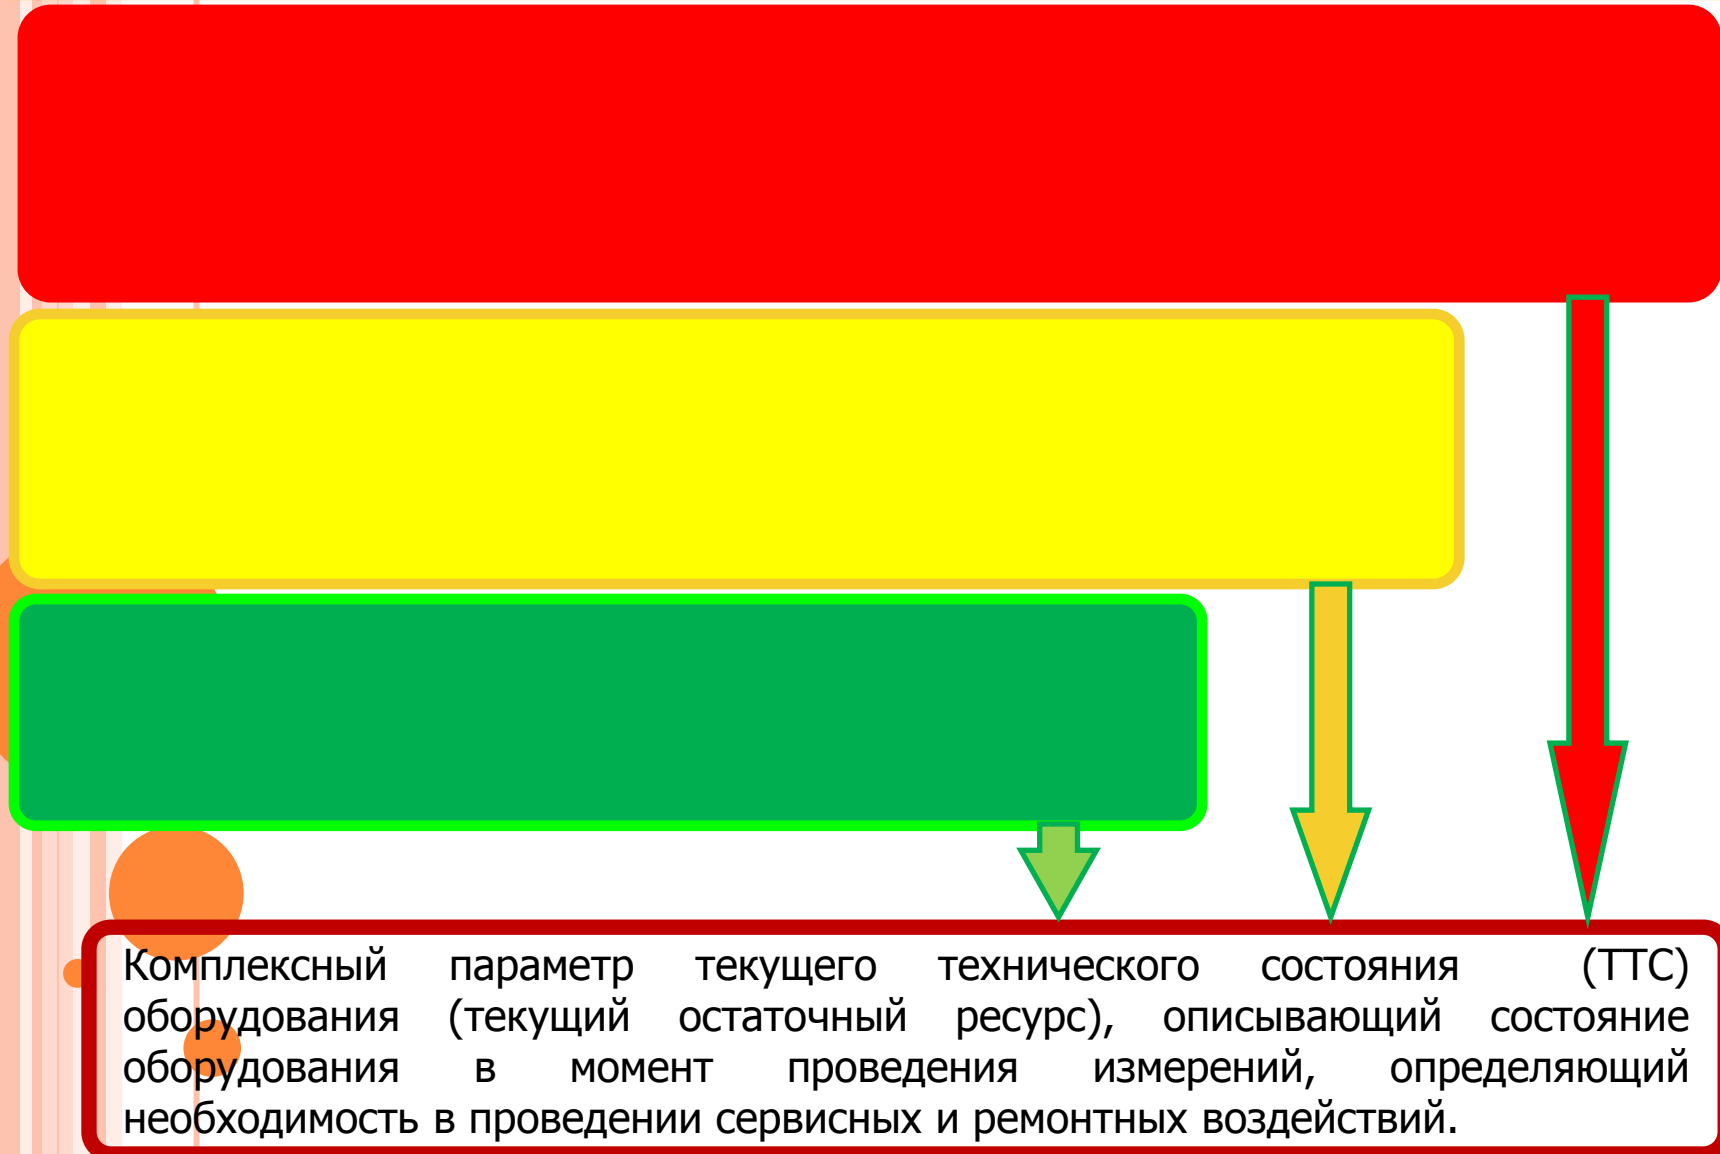 Комплексный параметр текущего технического состояния (ТТС)
оборудования (текущий остаточный ресурс), описывающий состояние
оборудования в момент проведения измерений, определяющий
необходимость в проведении сервисных и ремонтных воздействий.